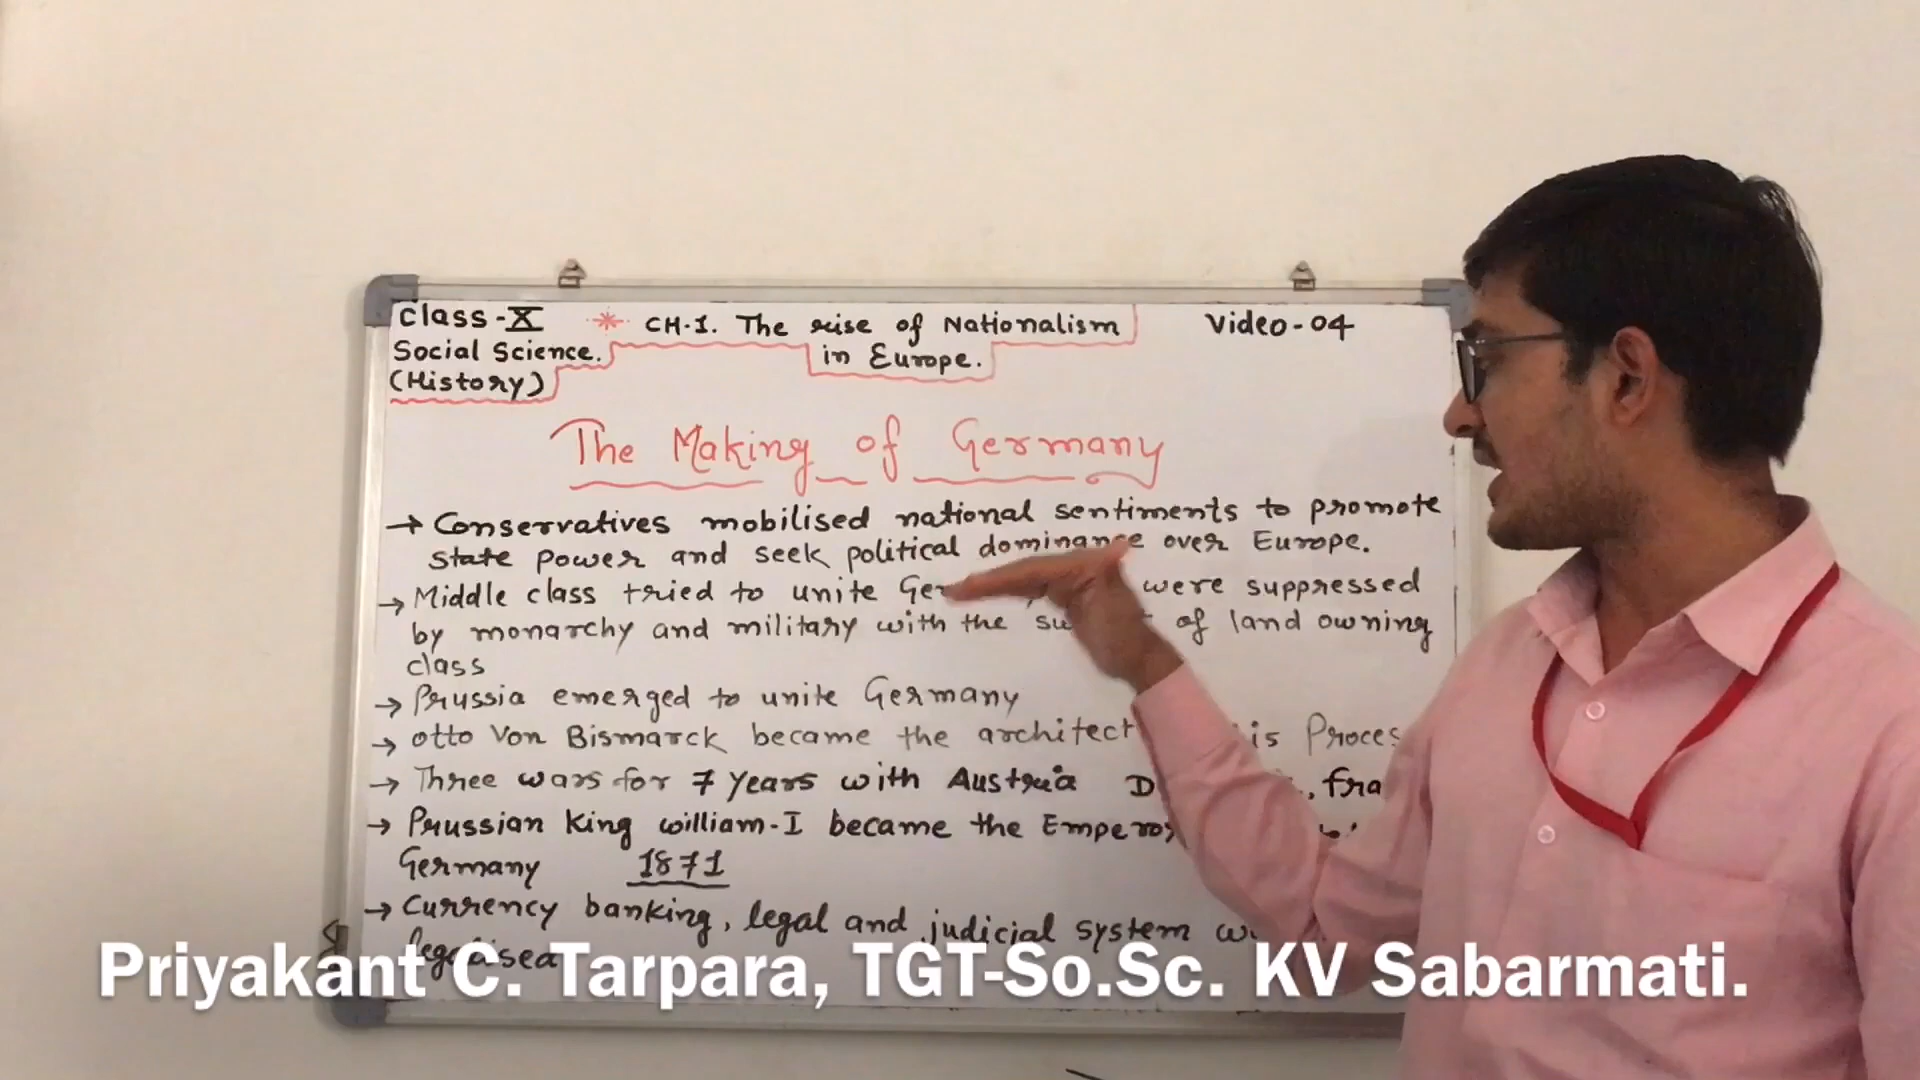 Class-X
Social Science.
(History)
CH-1. The rise of Nationalism
in Europe.
Video-04
The Making of Germany
→ Conservatives mobilised national sentiments to promote
state power and seek political dominance over Europe.
→ Middle class tried to unite were suppressed
by monarchy and military with the of land owning
class
→ Prussia emerged to unite Germany
→ Otto Von Bismarck became the architect
→ Three wars for 7 years with Austria
→ Prussian King william-I became the
Germany 1871
→ Currency banking, legal and judicial system
Priyakant C. Tarpara, TGT-So.Sc. KV Sabarmati.